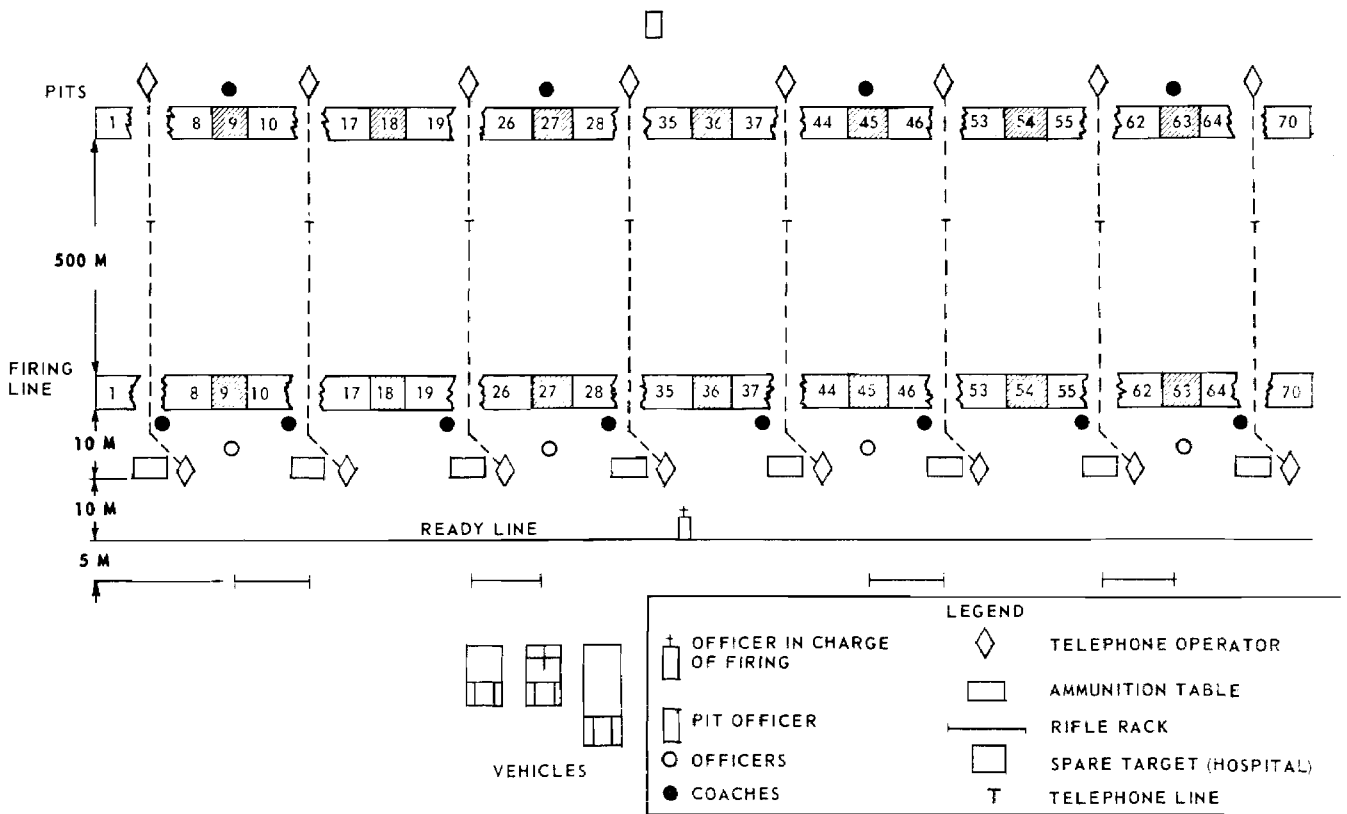 PITS
1 8 9 10 17 18 19 26 27 28 35 36 37 44 45 46 53 54 55 62 63 64 70
T T T T T T T T
500 M
FIRING
LINE
1 8 9 10 17 18 19 26 27 28 35 36 37 44 45 46 53 54 55 62 63 64 70
10 M
10 M
READY LINE
5 M
VEHICLES
LEGEND
OFFICER IN CHARGE
OF FIRING
PIT OFFICER
OFFICERS
COACHES
TELEPHONE OPERATOR
AMMUNITION TABLE
RIFLE RACK
SPARE TARGET (HOSPITAL)
T TELEPHONE LINE